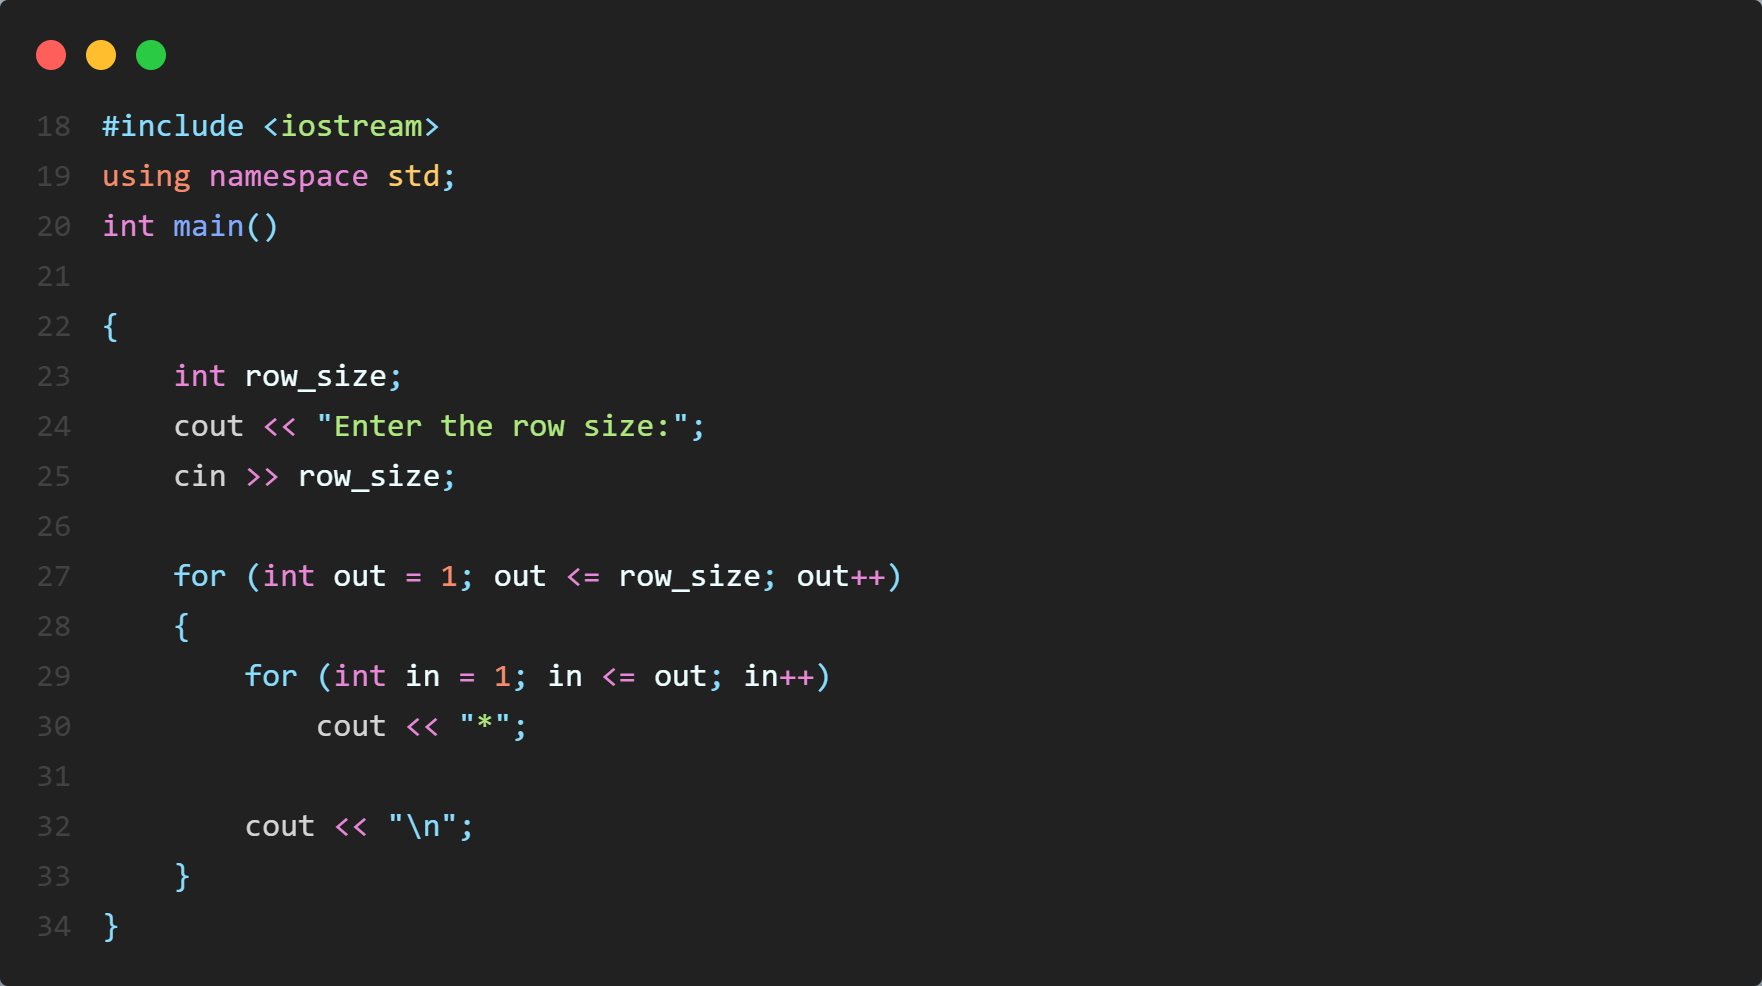 18 #include <iostream>
19 using namespace std;
20 int main()
21
22 {
23     int row_size;
24     cout << "Enter the row size:";
25     cin >> row_size;
26
27     for (int out = 1; out <= row_size; out++)
28     {
29         for (int in = 1; in <= out; in++)
30             cout << "*";
31
32         cout << "\n";
33     }
34 }